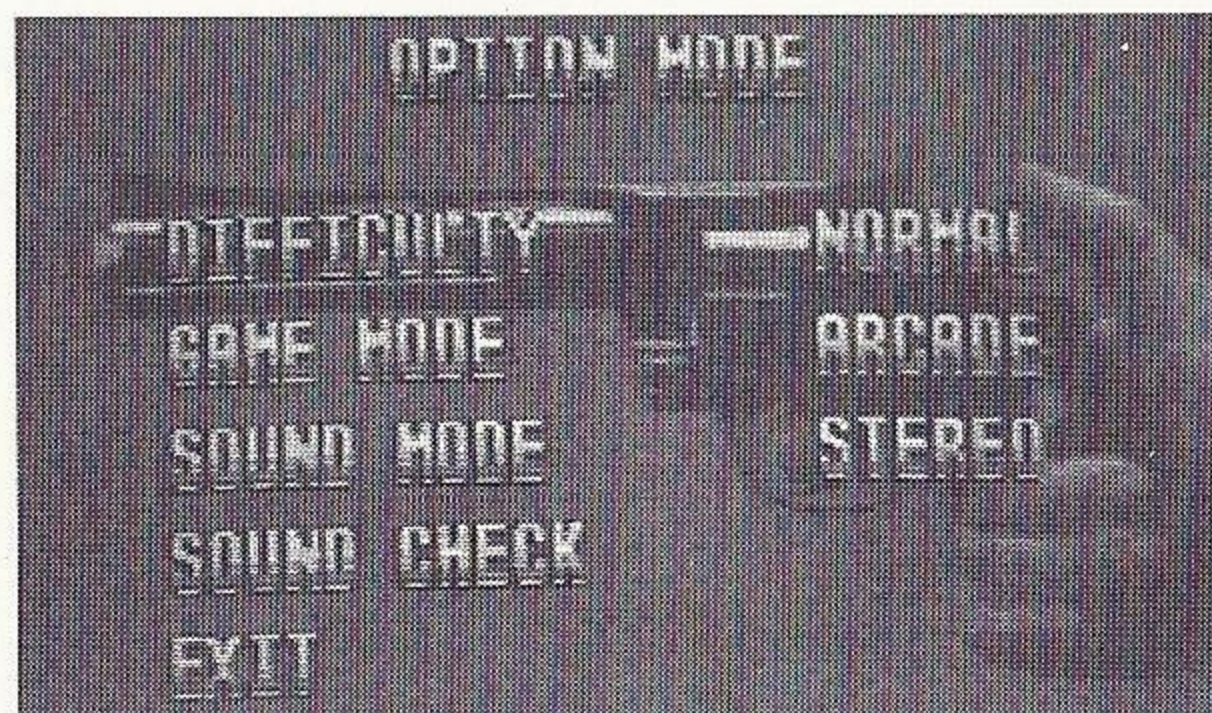 OPTION MODE
DIFFICULTY NORMAL
GAME MODE ARCADE
SOUND MODE STEREO
SOUND CHECK
EXIT